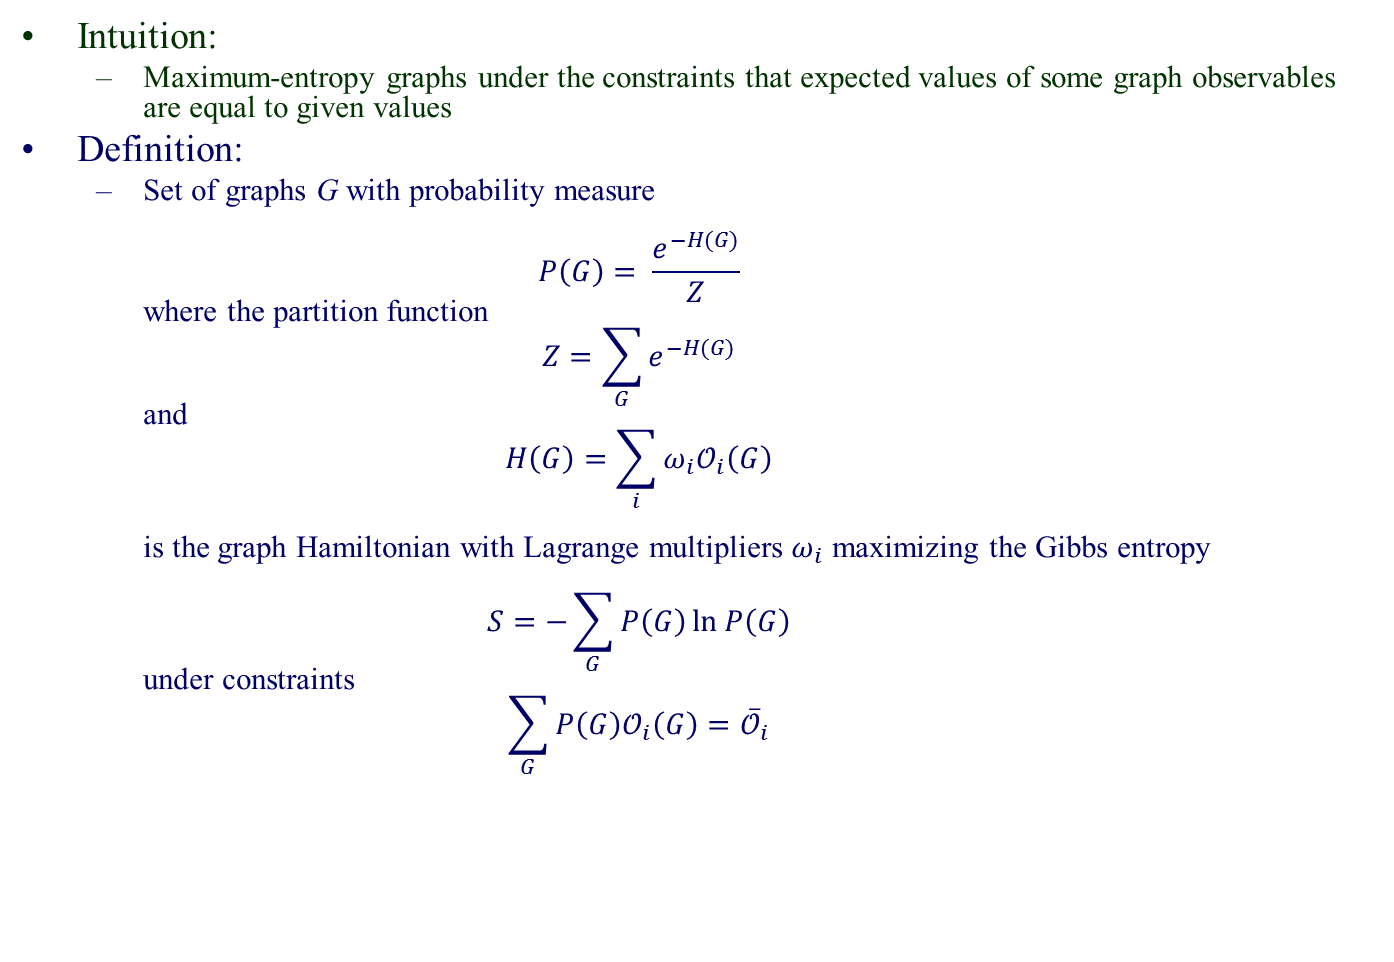 • Intuition:
– Maximum-entropy graphs under the constraints that expected values of some graph observables
are equal to given values
• Definition:
– Set of graphs G with probability measure
P(G) = e^{−H(G)} / Z
where the partition function
Z = ∑_G e^{−H(G)}
and
H(G) = ∑_i ω_i 𝒪_i(G)
is the graph Hamiltonian with Lagrange multipliers ω_i maximizing the Gibbs entropy
S = − ∑_G P(G) ln P(G)
under constraints
∑_G P(G)𝒪_i(G) = 𝒪̄_i